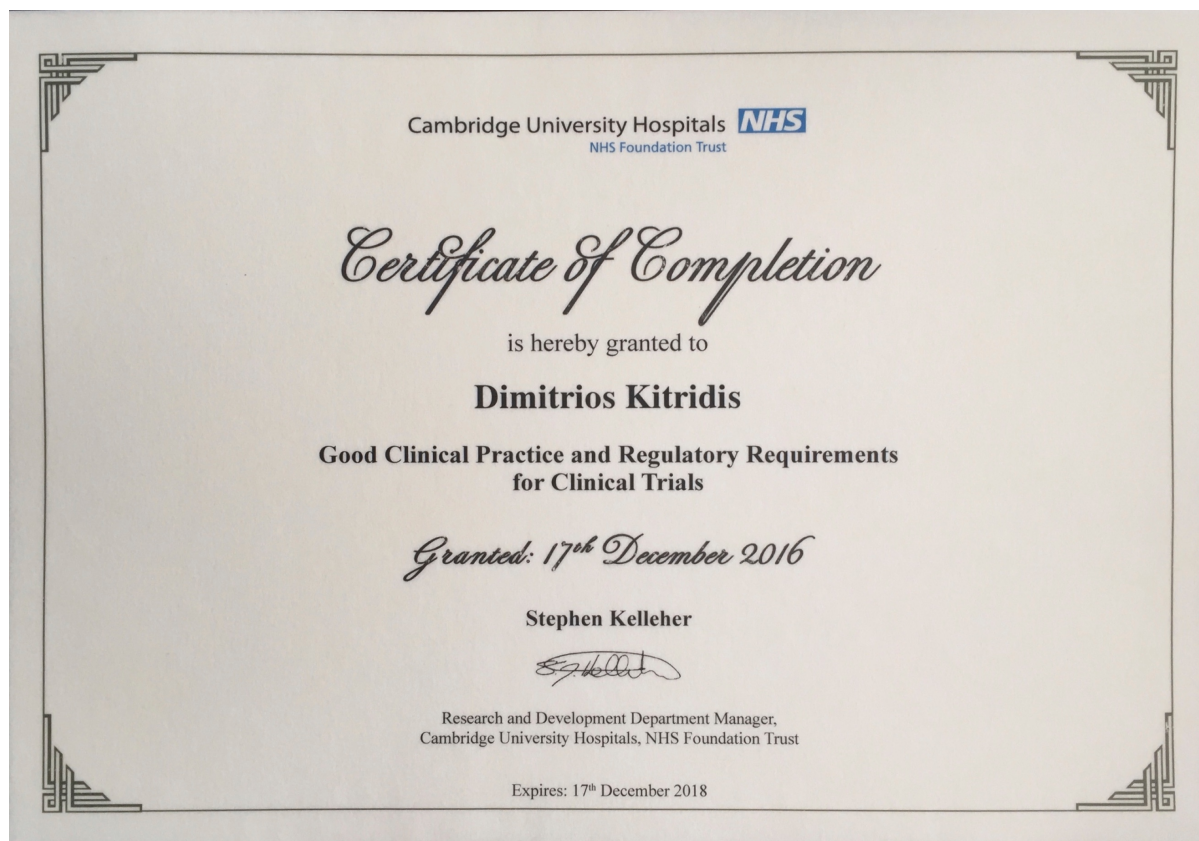 Cambridge University Hospitals NHS
NHS Foundation Trust
Certificate of Completion
is hereby granted to
Dimitrios Kitridis
Good Clinical Practice and Regulatory Requirements
for Clinical Trials
Granted: 17th December 2016
Stephen Kelleher
Research and Development Department Manager,
Cambridge University Hospitals, NHS Foundation Trust
Expires: 17th December 2018